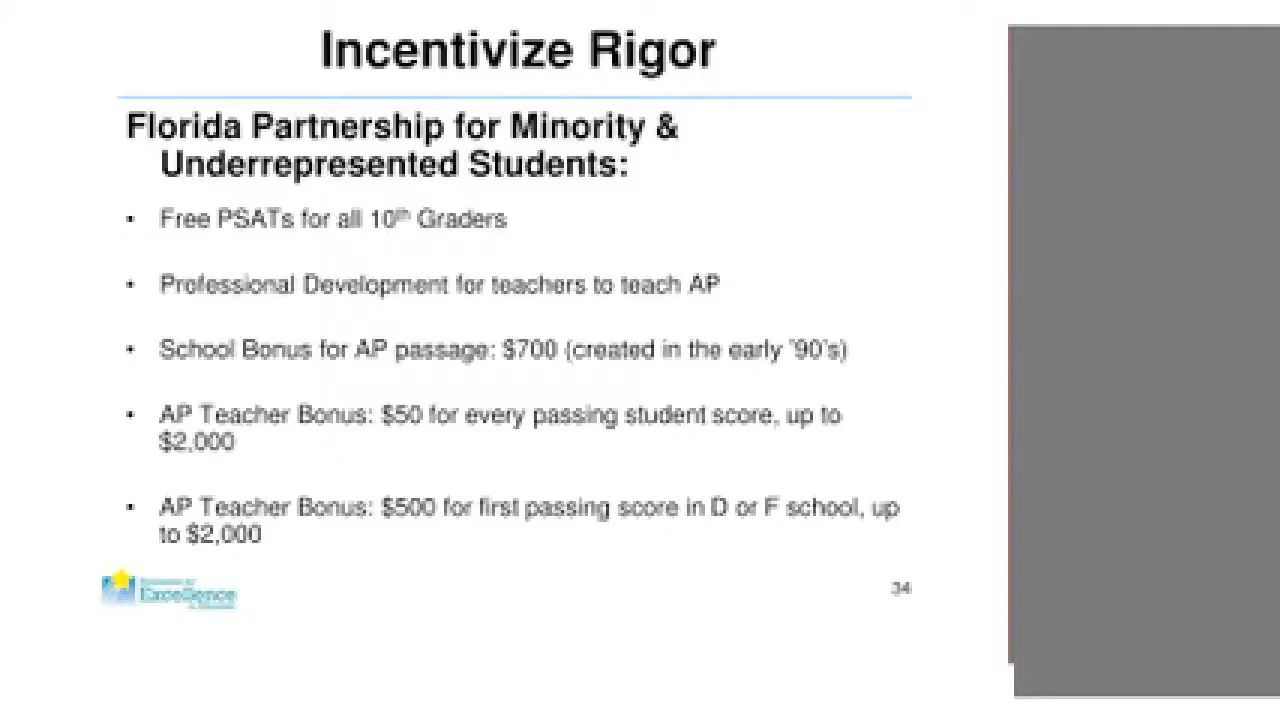 Incentivize Rigor
Florida Partnership for Minority &
Underrepresented Students:
• Free PSATs for all 10th Graders
• Professional Development for teachers to teach AP
• School Bonus for AP passage: $700 (created in the early '90's)
• AP Teacher Bonus: $50 for every passing student score, up to
$2,000
• AP Teacher Bonus: $500 for first passing score in D or F school, up
to $2,000
Excellence
34